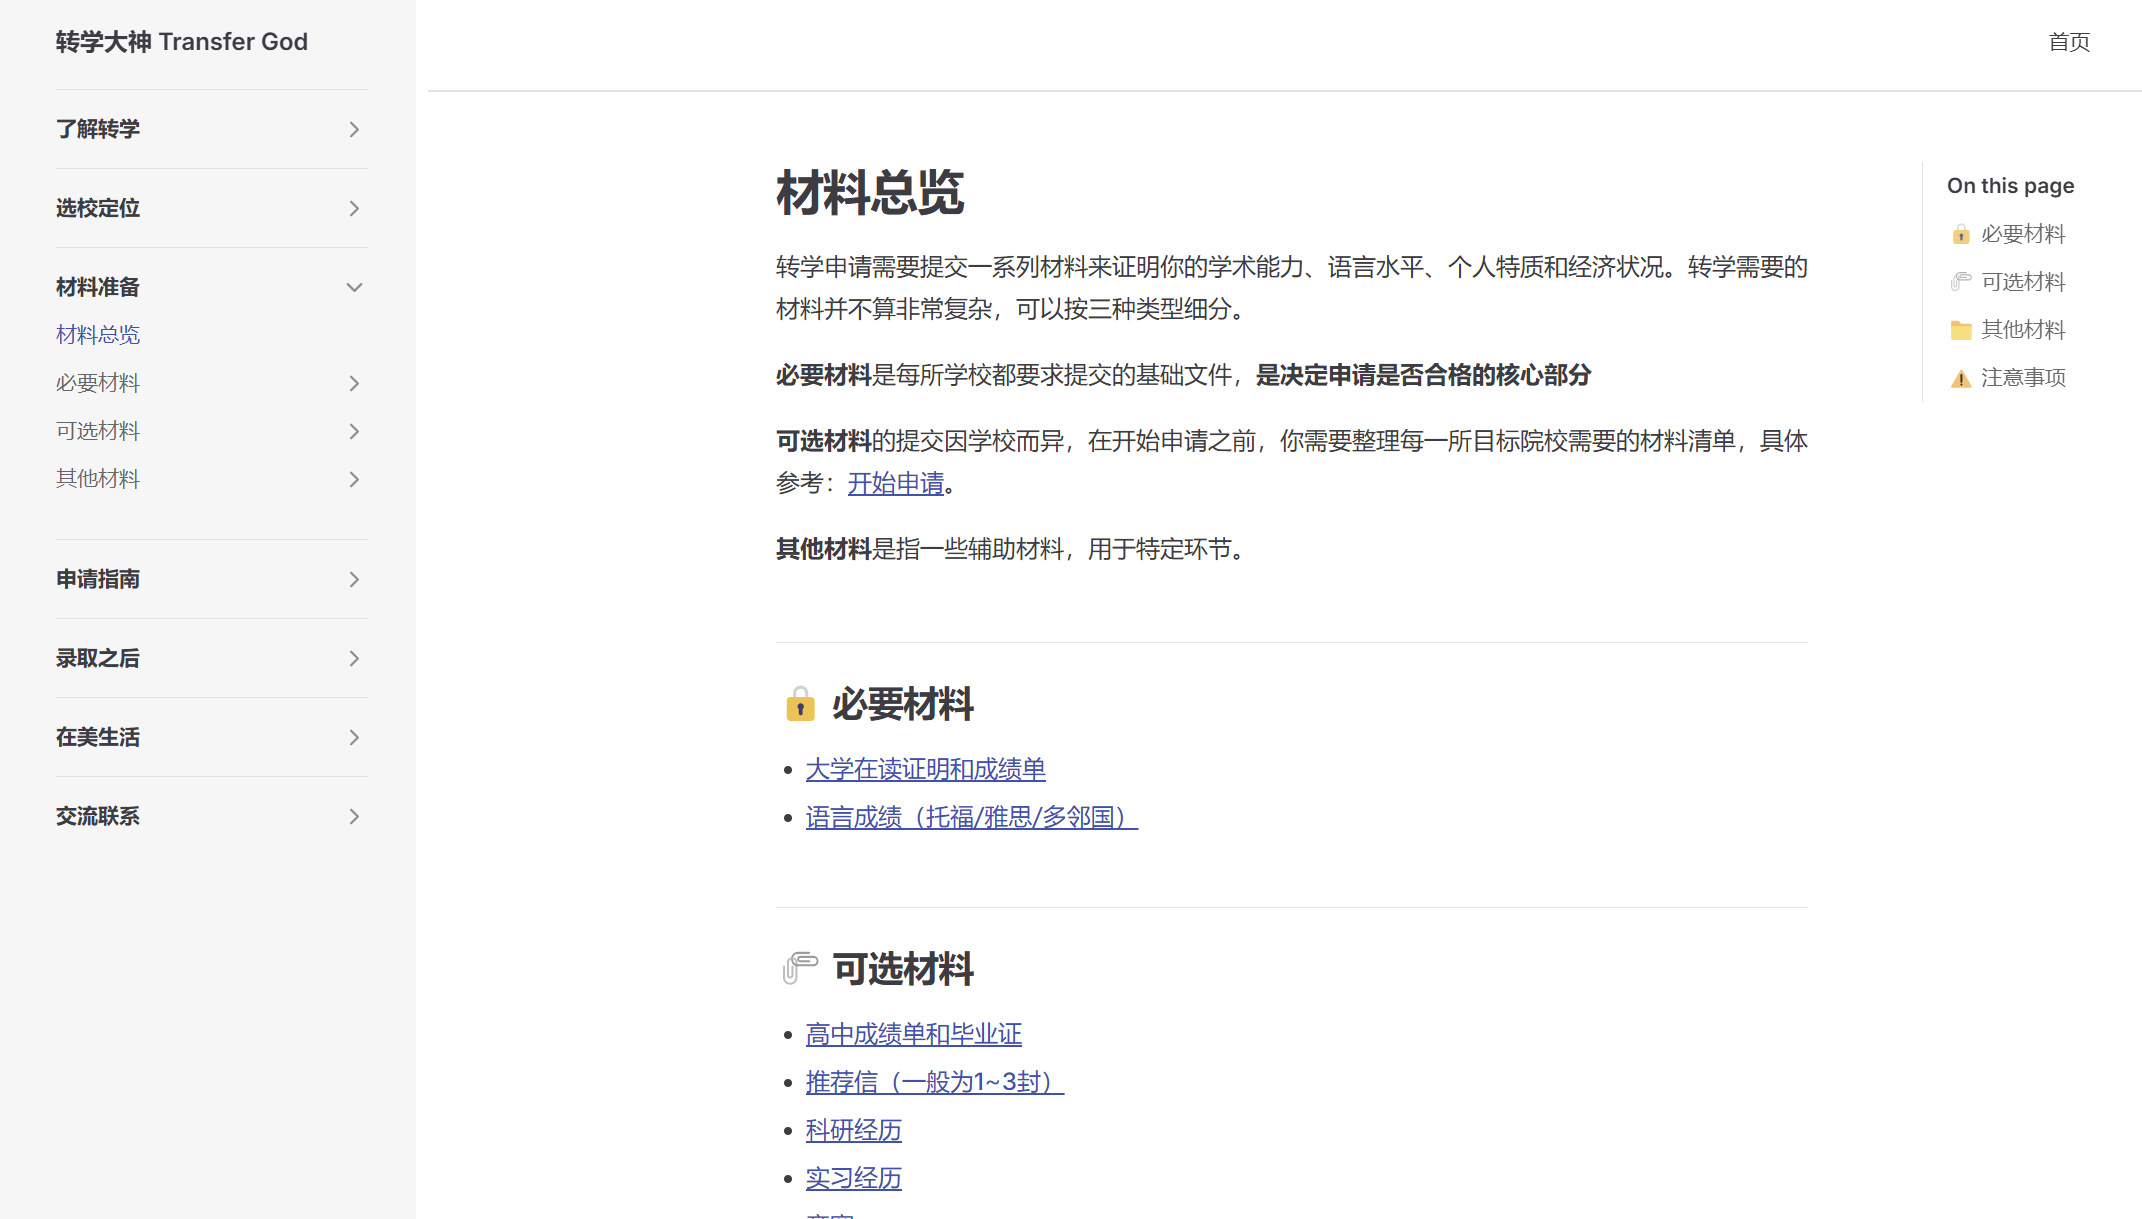 转学大神 Transfer God
首页
了解转学
选校定位
材料准备
材料总览
必要材料
可选材料
其他材料
申请指南
录取之后
在美生活
交流联系
材料总览
转学申请需要提交一系列材料来证明你的学术能力、语言水平、个人特质和经济状况。转学需要的
材料并不算非常复杂，可以按三种类型细分。
必要材料是每所学校都要求提交的基础文件，是决定申请是否合格的核心部分
可选材料的提交因学校而异，在开始申请之前，你需要整理每一所目标院校需要的材料清单，具体
参考：开始申请。
其他材料是指一些辅助材料，用于特定环节。
必要材料
大学在读证明和成绩单
语言成绩（托福/雅思/多邻国）
可选材料
高中成绩单和毕业证
推荐信（一般为1~3封）
科研经历
实习经历
On this page
必要材料
可选材料
其他材料
注意事项